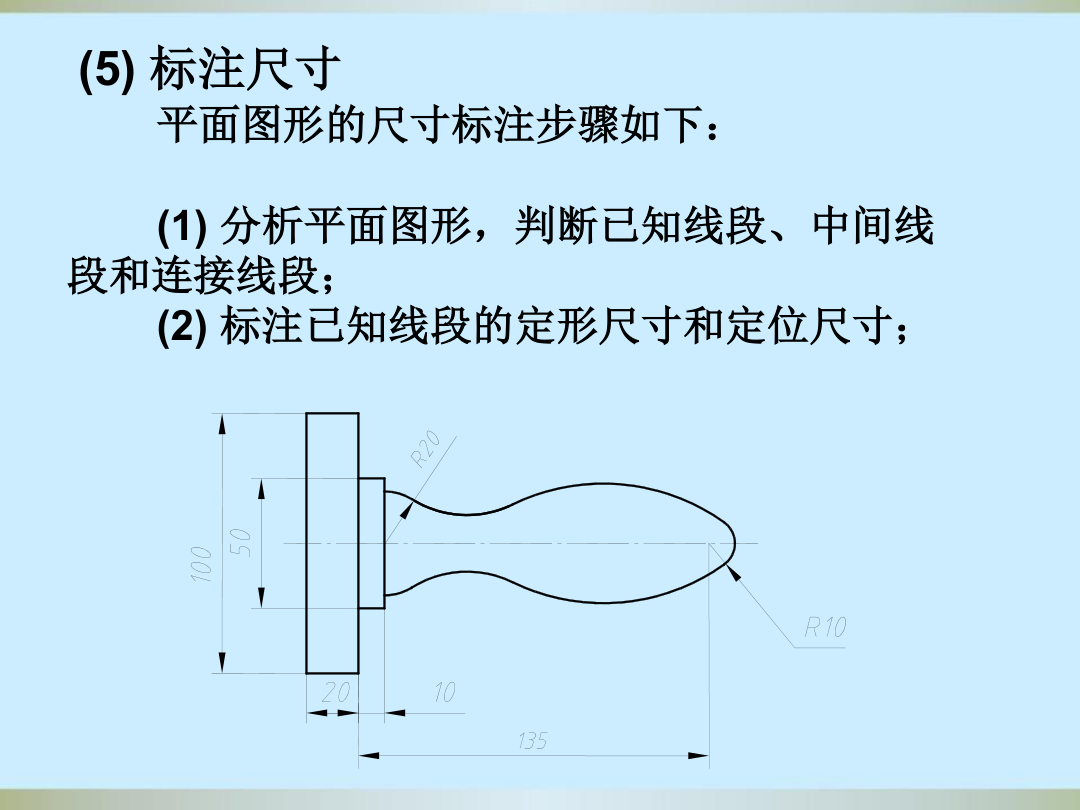 (5) 标注尺寸
平面图形的尺寸标注步骤如下：
(1) 分析平面图形，判断已知线段、中间线
段和连接线段；
(2) 标注已知线段的定形尺寸和定位尺寸；
R20
50
100
R10
20
10
135